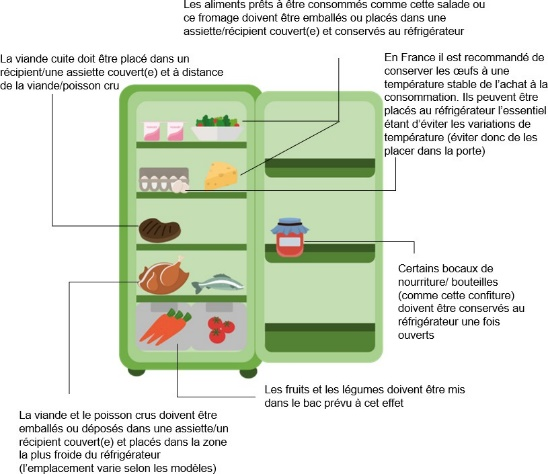 Les aliments prêts à être consommés comme cette salade ou
ce fromage doivent être emballés ou placés dans une
assiette/récipient couvert(e) et conservés au réfrigérateur
La viande cuite doit être placé dans un
récipient/une assiette couvert(e) et à distance
de la viande/poisson cru
En France il est recommandé de
conserver les œufs à une
température stable de l'achat à la
consommation. Ils peuvent être
placés au réfrigérateur l'essentiel
étant d'éviter les variations de
température (éviter donc de les
placer dans la porte)
Certains bocaux de
nourriture/ bouteilles
(comme cette confiture)
doivent être conservés au
réfrigérateur une fois
ouverts
Les fruits et les légumes doivent être mis
dans le bac prévu à cet effet
La viande et le poisson crus doivent être
emballés ou déposés dans une assiette/un
récipient couvert(e) et placés dans la zone
la plus froide du réfrigérateur
(l'emplacement varie selon les modèles)